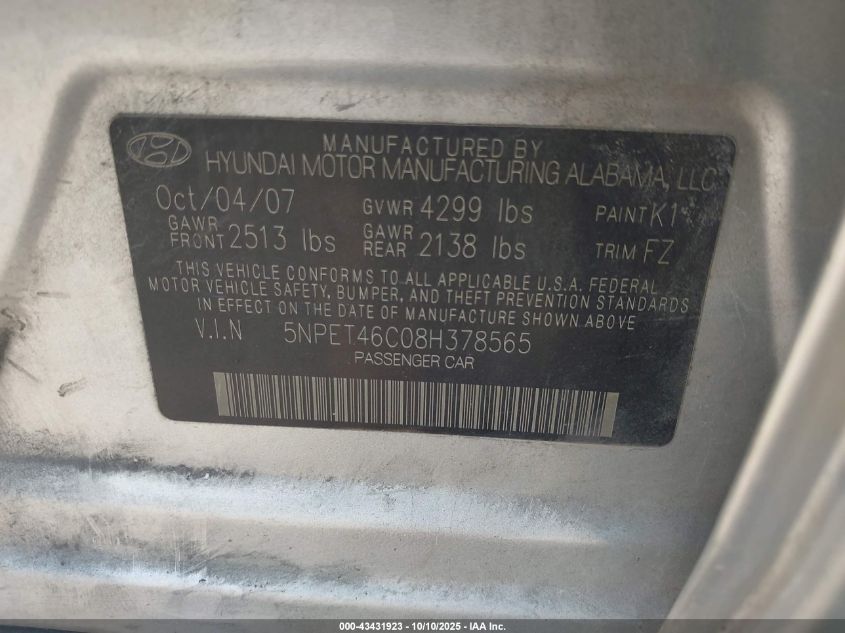 MANUFACTURED BY
HYUNDAI MOTOR MANUFACTURING ALABAMA, LLC
Oct/04/07 GVWR 4299 lbs PAINT K1
GAWR FRONT 2513 lbs GAWR REAR 2138 lbs TRIM FZ
THIS VEHICLE CONFORMS TO ALL APPLICABLE U.S.A. FEDERAL
MOTOR VEHICLE SAFETY, BUMPER, AND THEFT PREVENTION STANDARDS
IN EFFECT ON THE DATE OF MANUFACTURE SHOWN ABOVE.
V.I.N 5NPET46C08H378565
PASSENGER CAR
000-43431923 - 10/10/2025 - IAA Inc.